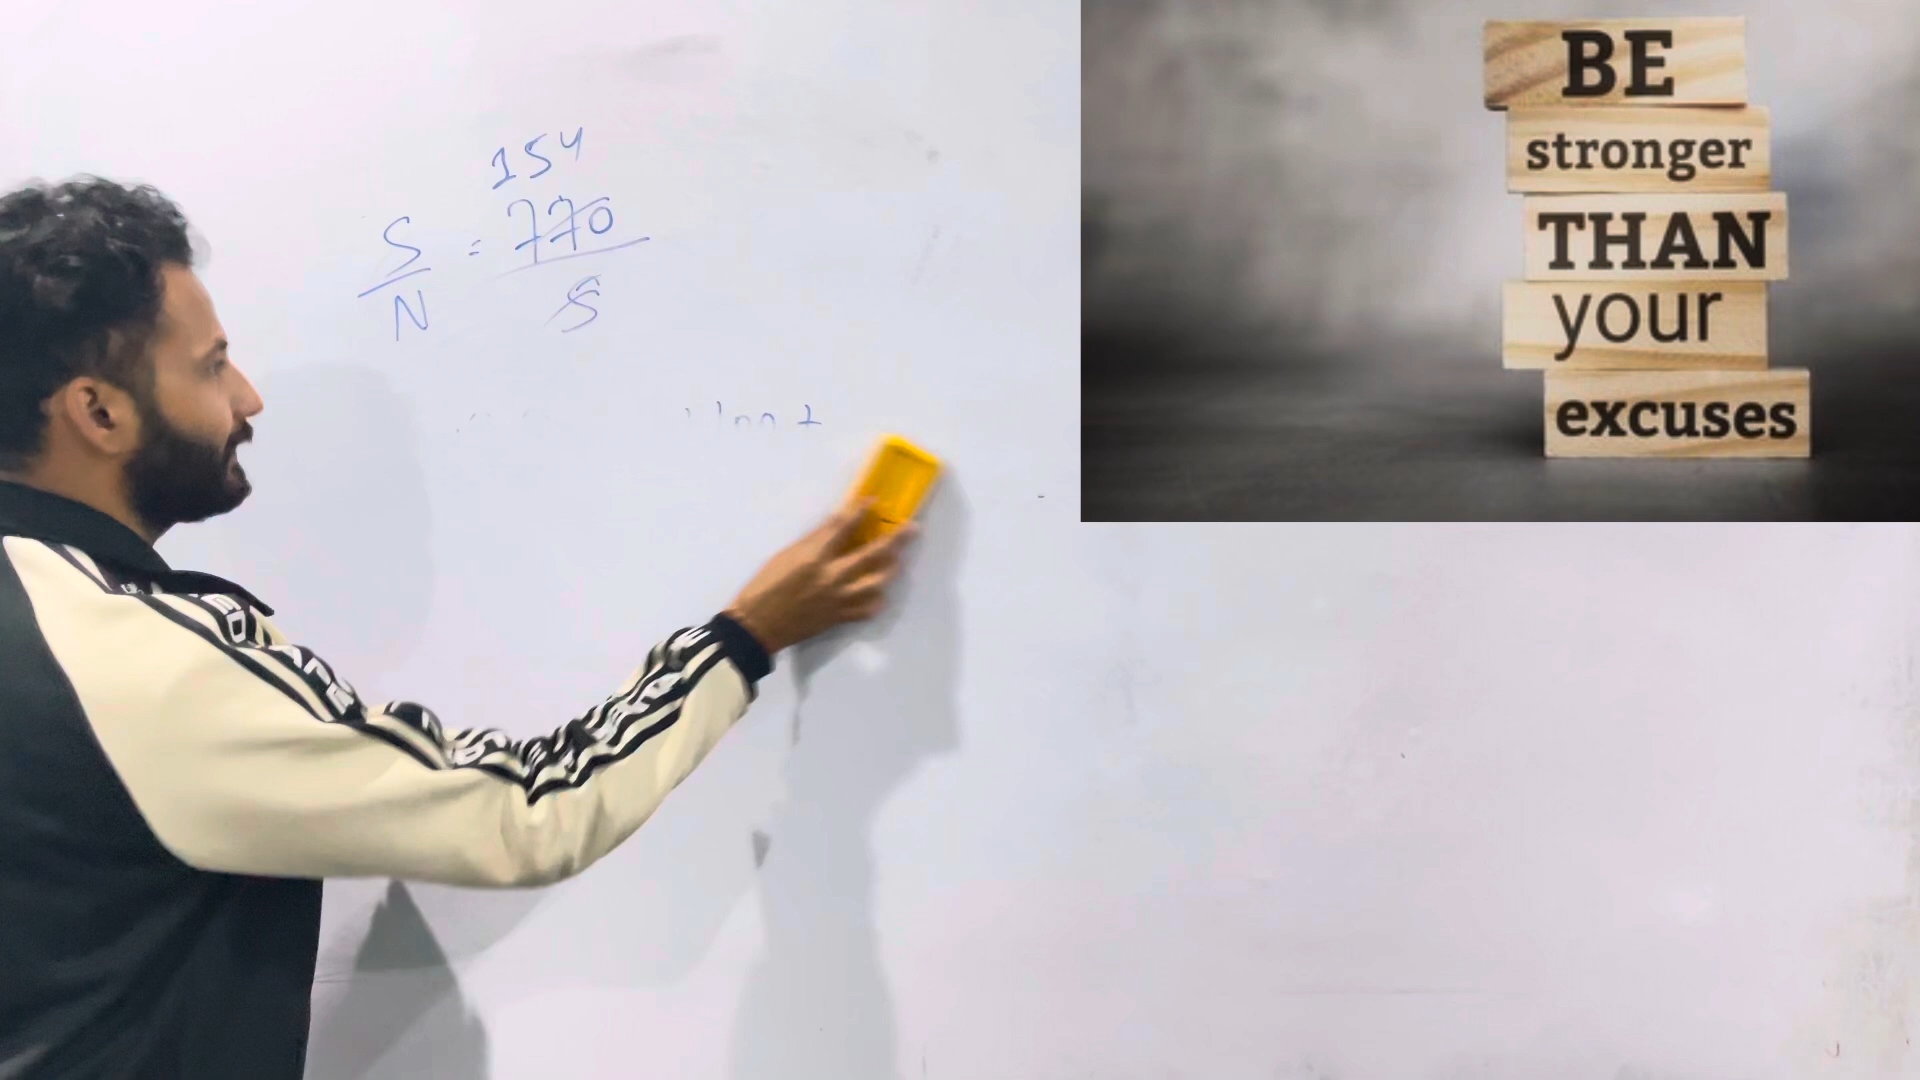 154
S/N = 770/5
BE
stronger
THAN
your
excuses